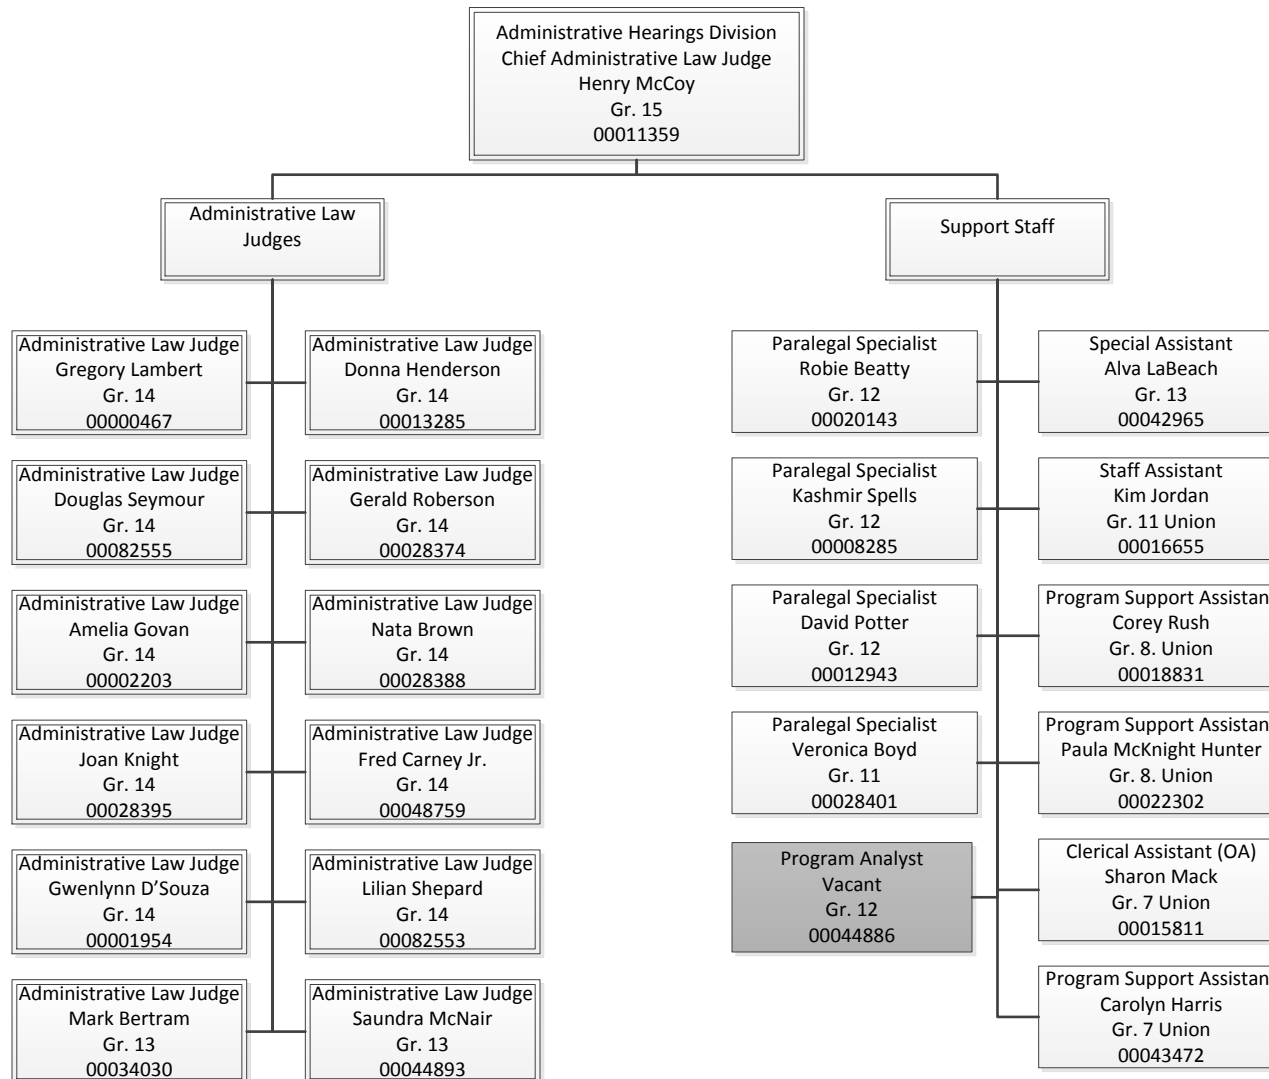 Administrative Hearings Division
Chief Administrative Law Judge
Henry McCoy
Gr. 15
00011359
Administrative Law
Judges
Support Staff
Administrative Law Judge
Gregory Lambert
Gr. 14
00000467
Administrative Law Judge
Donna Henderson
Gr. 14
00013285
Administrative Law Judge
Douglas Seymour
Gr. 14
00082555
Administrative Law Judge
Gerald Roberson
Gr. 14
00028374
Administrative Law Judge
Amelia Govan
Gr. 14
00002203
Administrative Law Judge
Nata Brown
Gr. 14
00028388
Administrative Law Judge
Joan Knight
Gr. 14
00028395
Administrative Law Judge
Fred Carney Jr.
Gr. 14
00048759
Administrative Law Judge
Gwenlynn D’Souza
Gr. 14
00001954
Administrative Law Judge
Lilian Shepard
Gr. 14
00082553
Administrative Law Judge
Mark Bertram
Gr. 13
00034030
Administrative Law Judge
Saundra McNair
Gr. 13
00044893
Paralegal Specialist
Robie Beatty
Gr. 12
00020143
Special Assistant
Alva LaBeach
Gr. 13
00042965
Paralegal Specialist
Kashmir Spells
Gr. 12
00008285
Staff Assistant
Kim Jordan
Gr. 11 Union
00016655
Paralegal Specialist
David Potter
Gr. 12
00012943
Program Support Assistan
Corey Rush
Gr. 8. Union
00018831
Paralegal Specialist
Veronica Boyd
Gr. 11
00028401
Program Support Assistan
Paula McKnight Hunter
Gr. 8. Union
00022302
Program Analyst
Vacant
Gr. 12
00044886
Clerical Assistant (OA)
Sharon Mack
Gr. 7 Union
00015811
Program Support Assistan
Carolyn Harris
Gr. 7 Union
00043472